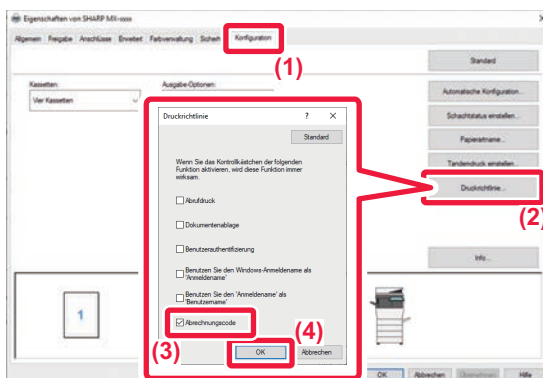 Eigenschaften von SHARP MX-xxxx
Allgemein Freigabe Anschlüsse Erweitert Farbverwaltung Sicherh Konfiguration
(1)
Standard
Kassetten:
Ausgabe-Optionen:
Vier Kassetten
Automatische Konfiguration...
Schachtstatus einstellen...
Papierartname...
Tandemdruck einstellen...
Druckrichtlinie...
(2)
Info...
Druckrichtlinie ? X
Standard
Wenn Sie das Kontrollkästchen der folgenden
Funktion aktivieren, wird diese Funktion immer
wirksam.
Abrufdruck
Dokumentenablage
Benutzerauthentifizierung
Benutzen Sie den Windows-Anmeldename als
'Anmeldename'
Benutzen Sie den 'Anmeldename' als
'Benutzername'
Abrechnungscode
(3)
(4)
OK Abbrechen
1
OK Abbrechen Übernehmen Hilfe